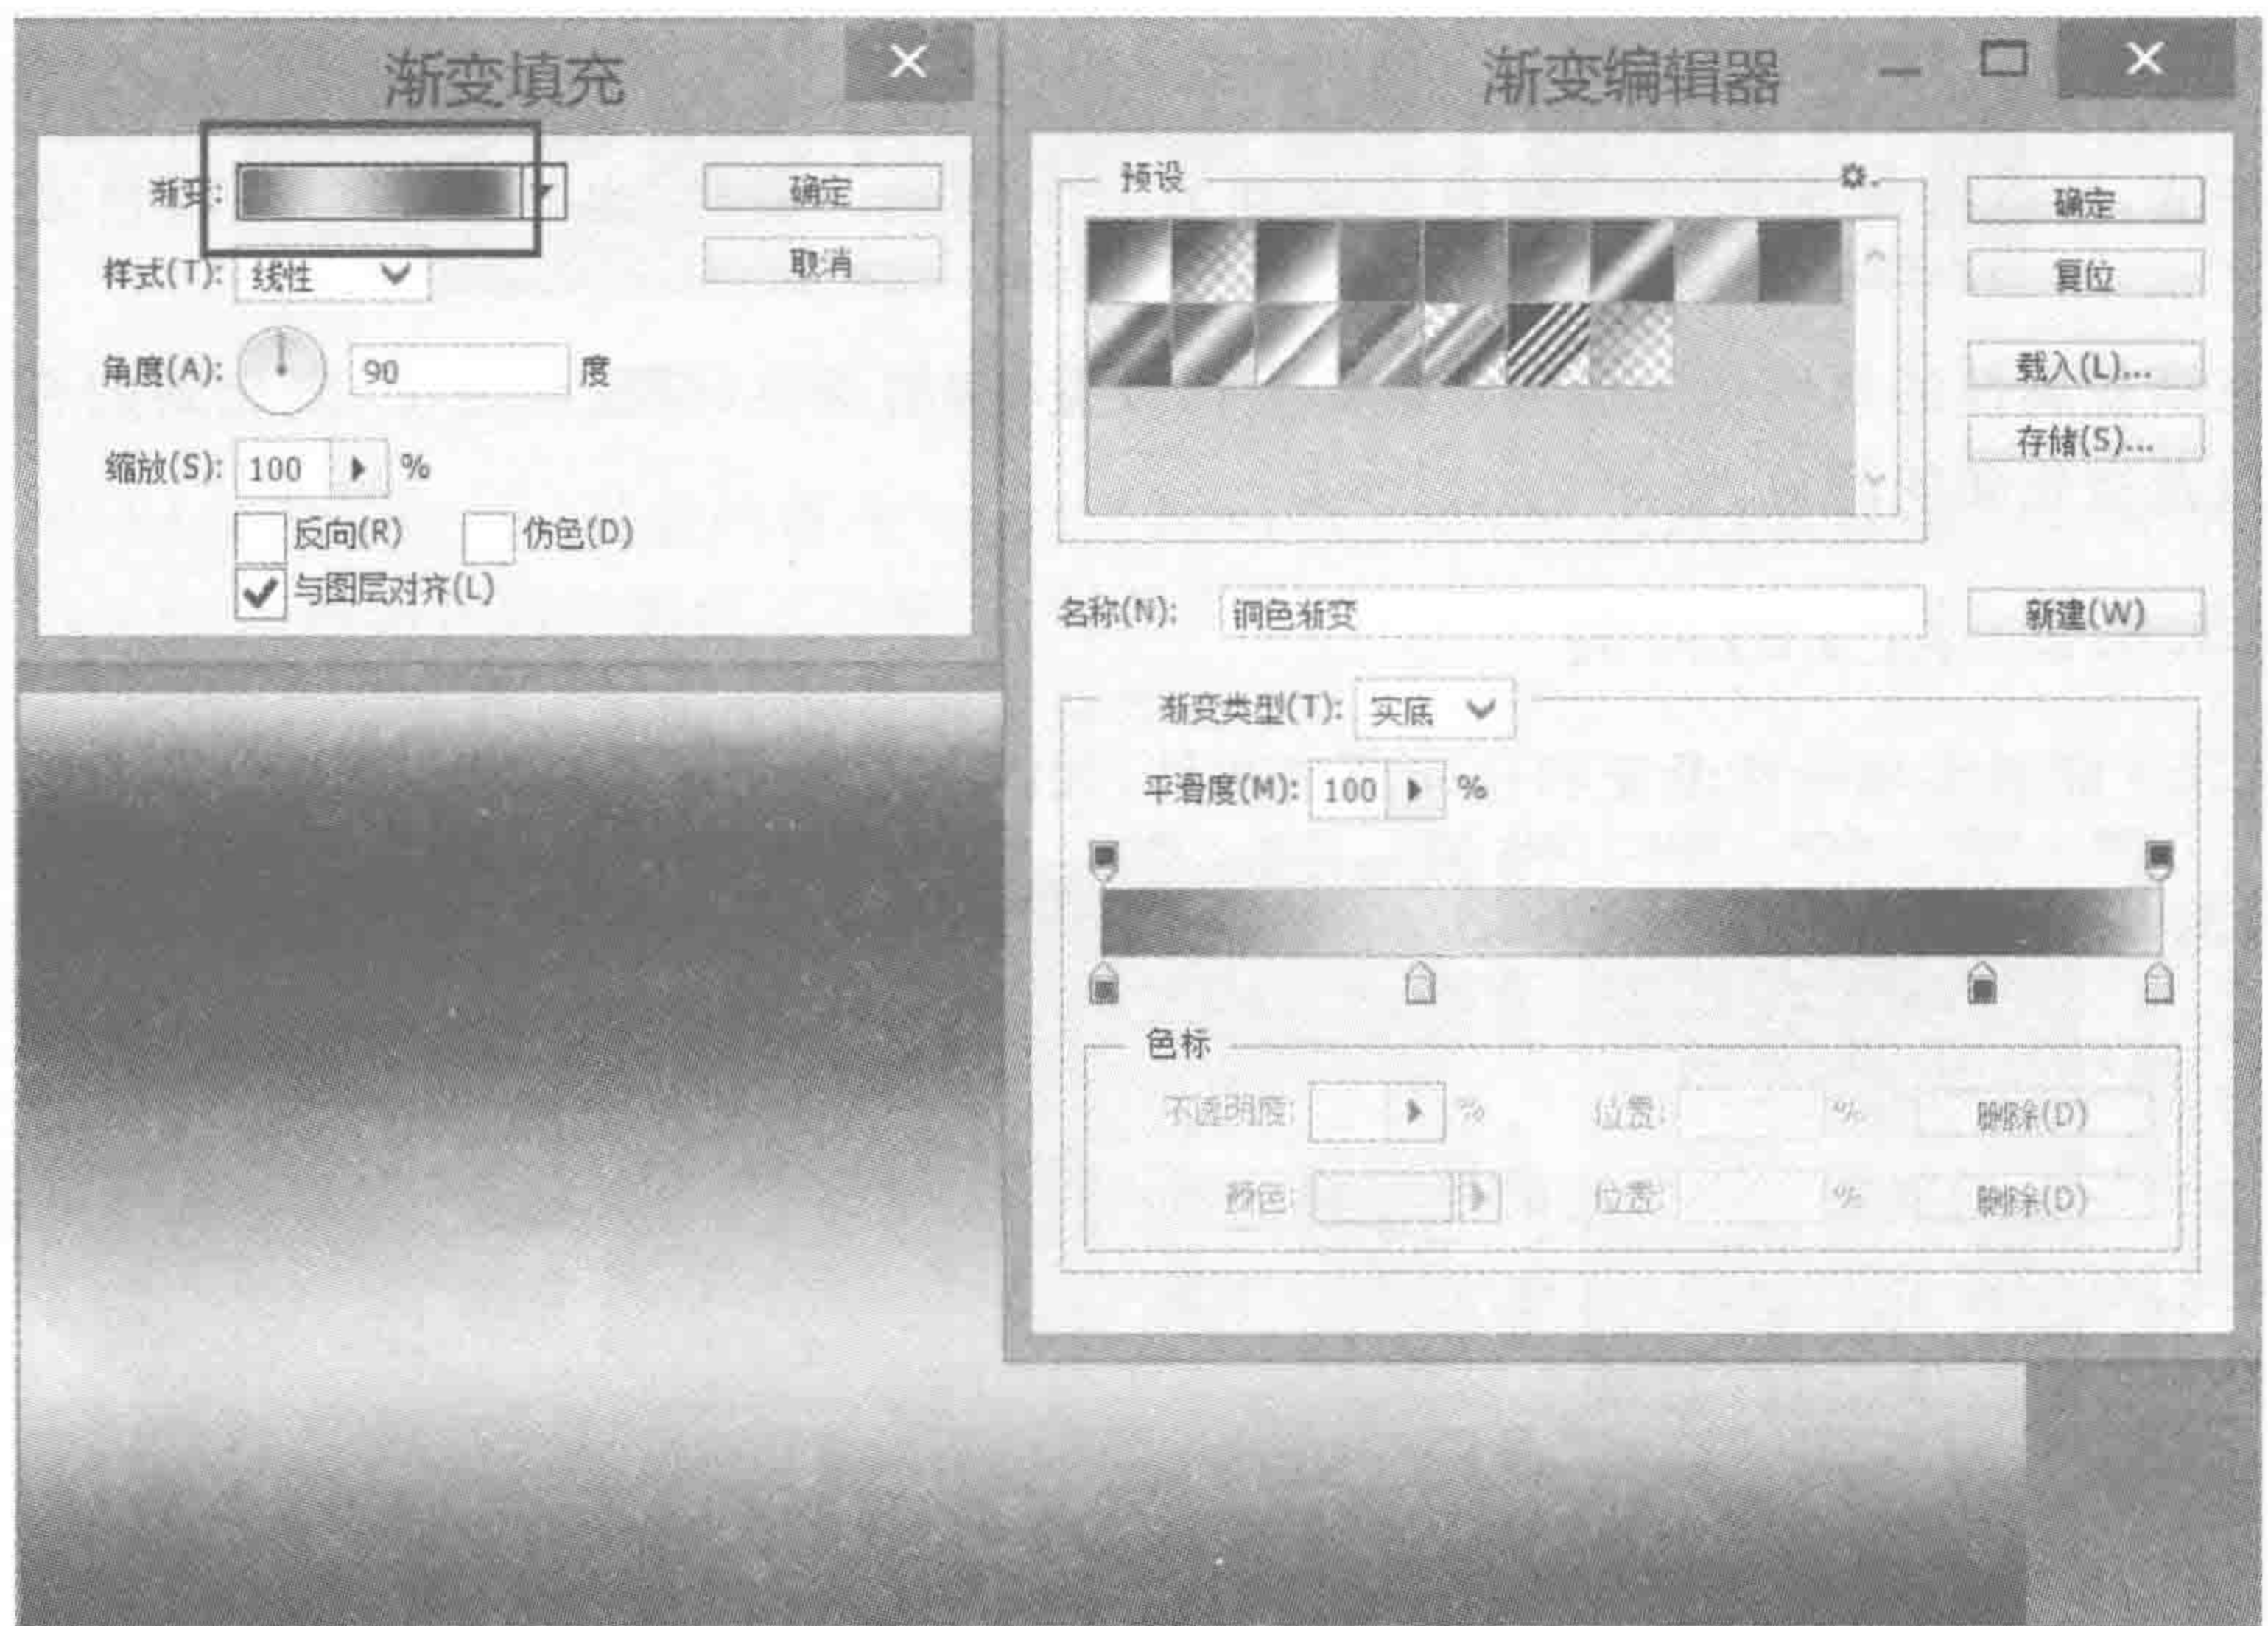 渐变填充
渐变:
确定
样式(T): 线性
取消
角度(A): 90 度
缩放(S): 100 %
反向(R) 仿色(D)
与图层对齐(L)
渐变编辑器
预设
确定
复位
载入(L)...
存储(S)...
名称(N): 铜色渐变
新建(W)
渐变类型(T): 实底
平滑度(M): 100 %
色标
不透明度: % 位置: % 删除(D)
颜色: 位置: % 删除(D)